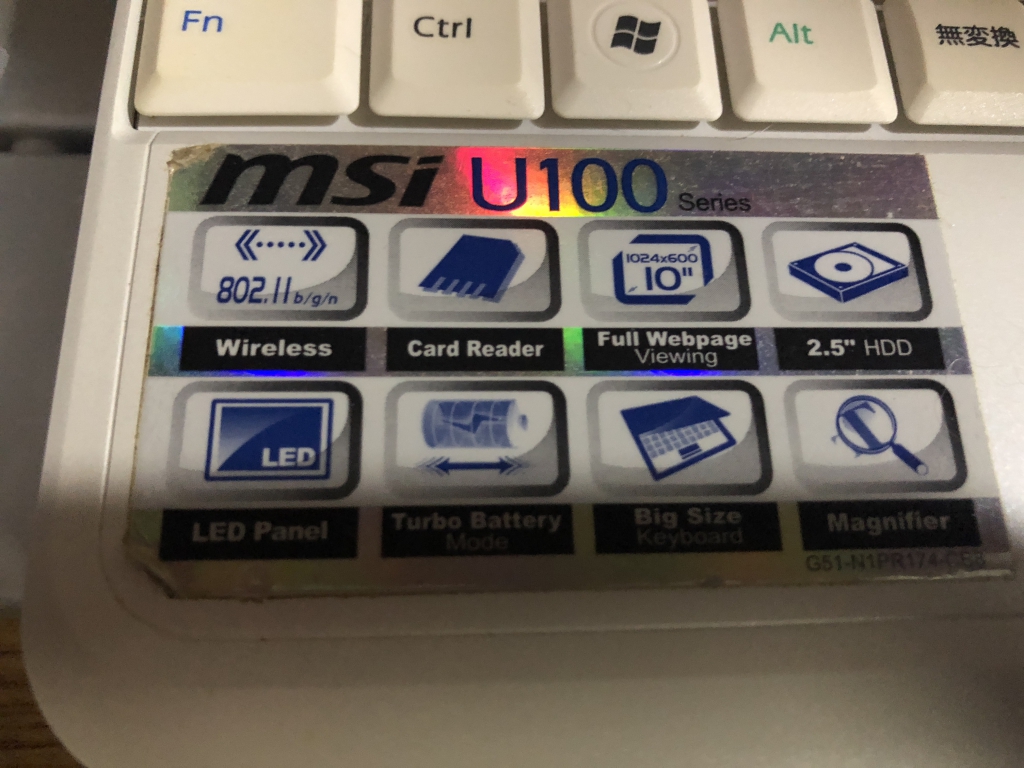 Fn Ctrl Alt 無変換
msi U100 Series
802.11 b/g/n
1024x600
10"
Wireless
Card Reader
Full Webpage
Viewing
2.5" HDD
LED
LED Panel
Turbo Battery
Mode
Big Size
Keyboard
Magnifier